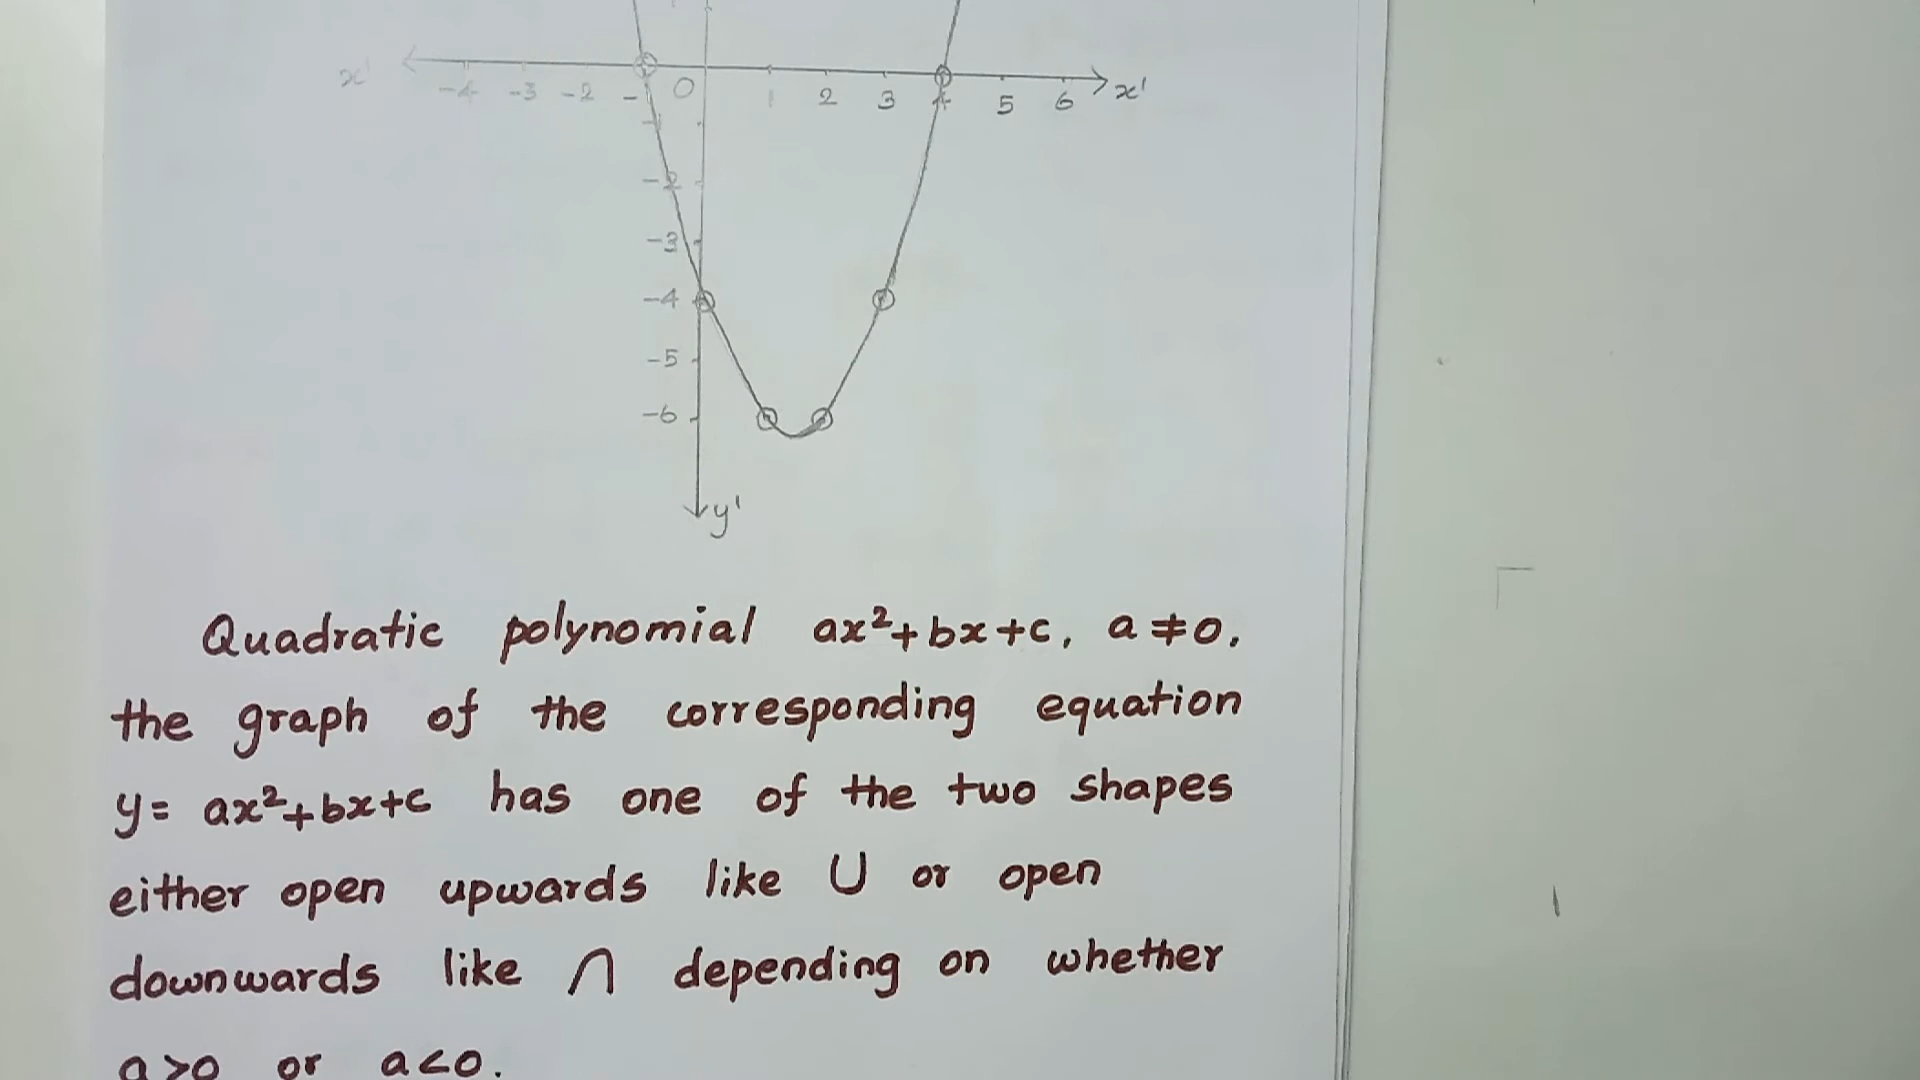 x' -4 -3 -2 - 0 1 2 3 4 5 6 x'
-1
-2
-3
-4
-5
-6
y'
Quadratic polynomial ax²+bx+c, a≠0,
the graph of the corresponding equation
y= ax²+bx+c has one of the two shapes
either open upwards like U or open
downwards like ∩ depending on whether
a>0 or a<0.